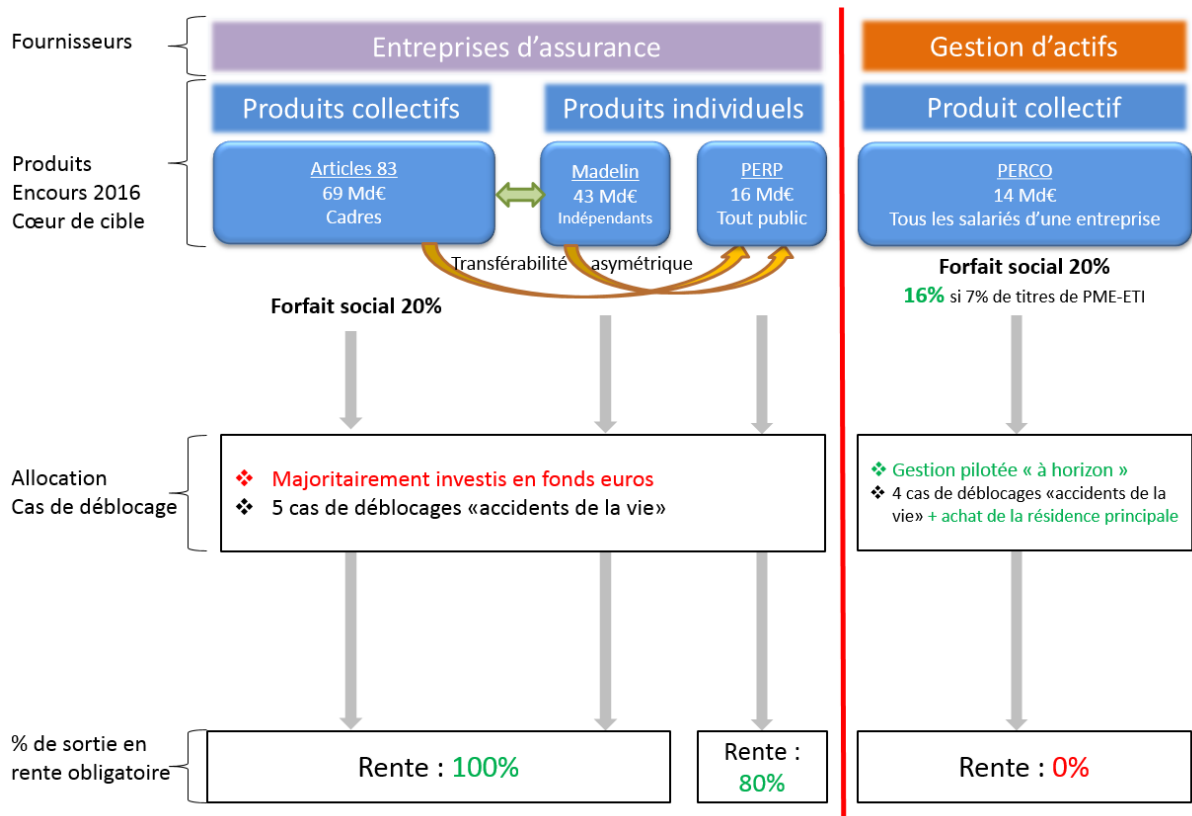 Fournisseurs
Entreprises d’assurance
Gestion d’actifs
Produits collectifs
Produits individuels
Produit collectif
Produits
Encours 2016
Cœur de cible
Articles 83
69 Md€
Cadres
Madelin
43 Md€
Indépendants
PERP
16 Md€
Tout public
PERCO
14 Md€
Tous les salariés d’une entreprise
Transférabilité asymétrique
Forfait social 20%
Forfait social 20%
16% si 7% de titres de PME-ETI
Allocation
Cas de déblocage
❖ Majoritairement investis en fonds euros
❖ 5 cas de déblocages «accidents de la vie»
❖ Gestion pilotée « à horizon »
❖ 4 cas de déblocages «accidents de la
vie» + achat de la résidence principale
% de sortie en
rente obligatoire
Rente : 100%
Rente :
80%
Rente : 0%